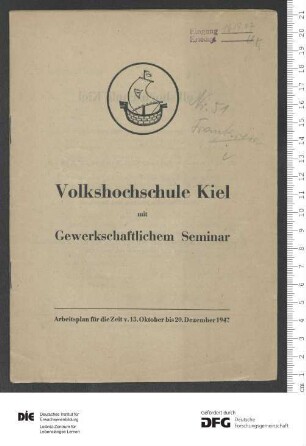 Volkshochschule Kiel
mit
Gewerkschaftlichem Seminar
Arbeitsplan für die Zeit v. 15. Oktober bis 20. Dezember 1947
DIE
Deutsches Institut für
Erwachsenenbildung
Leibniz-Zentrum für
Lebenslanges Lernen
Gefördert durch
DFG
Deutsche
Forschungsgemeinschaft